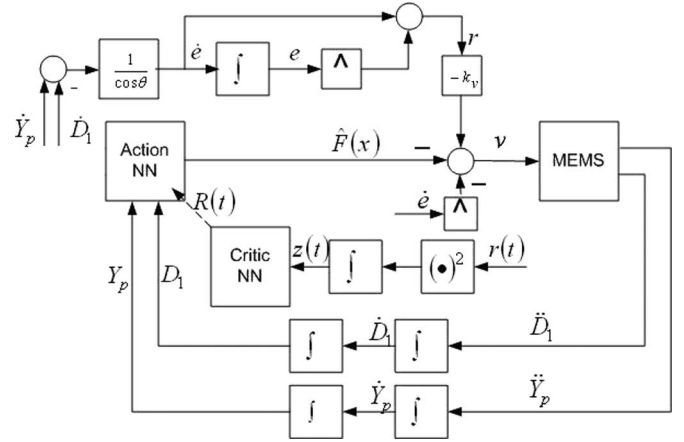 1
cosθ
ė
∫
e
^
r
-k_v
-
Ẏ_p
Ḋ_1
Action
NN
F̂(x)
−
v
MEMS
−
ė
^
R(t)
Critic
NN
z(t)
∫
(•)²
r(t)
Y_p
D_1
∫
Ḋ_1
∫
D̈_1
∫
Ẏ_p
∫
Ÿ_p